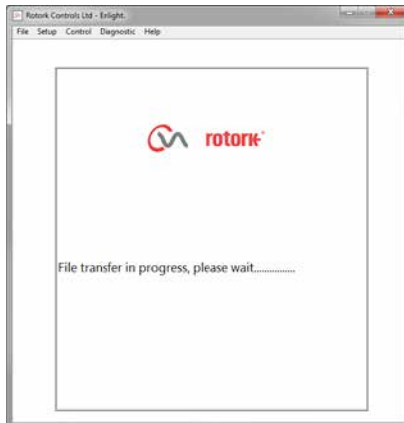 Rotork Controls Ltd - Enlight.
File Setup Control Diagnostic Help
rotork
File transfer in progress, please wait...............